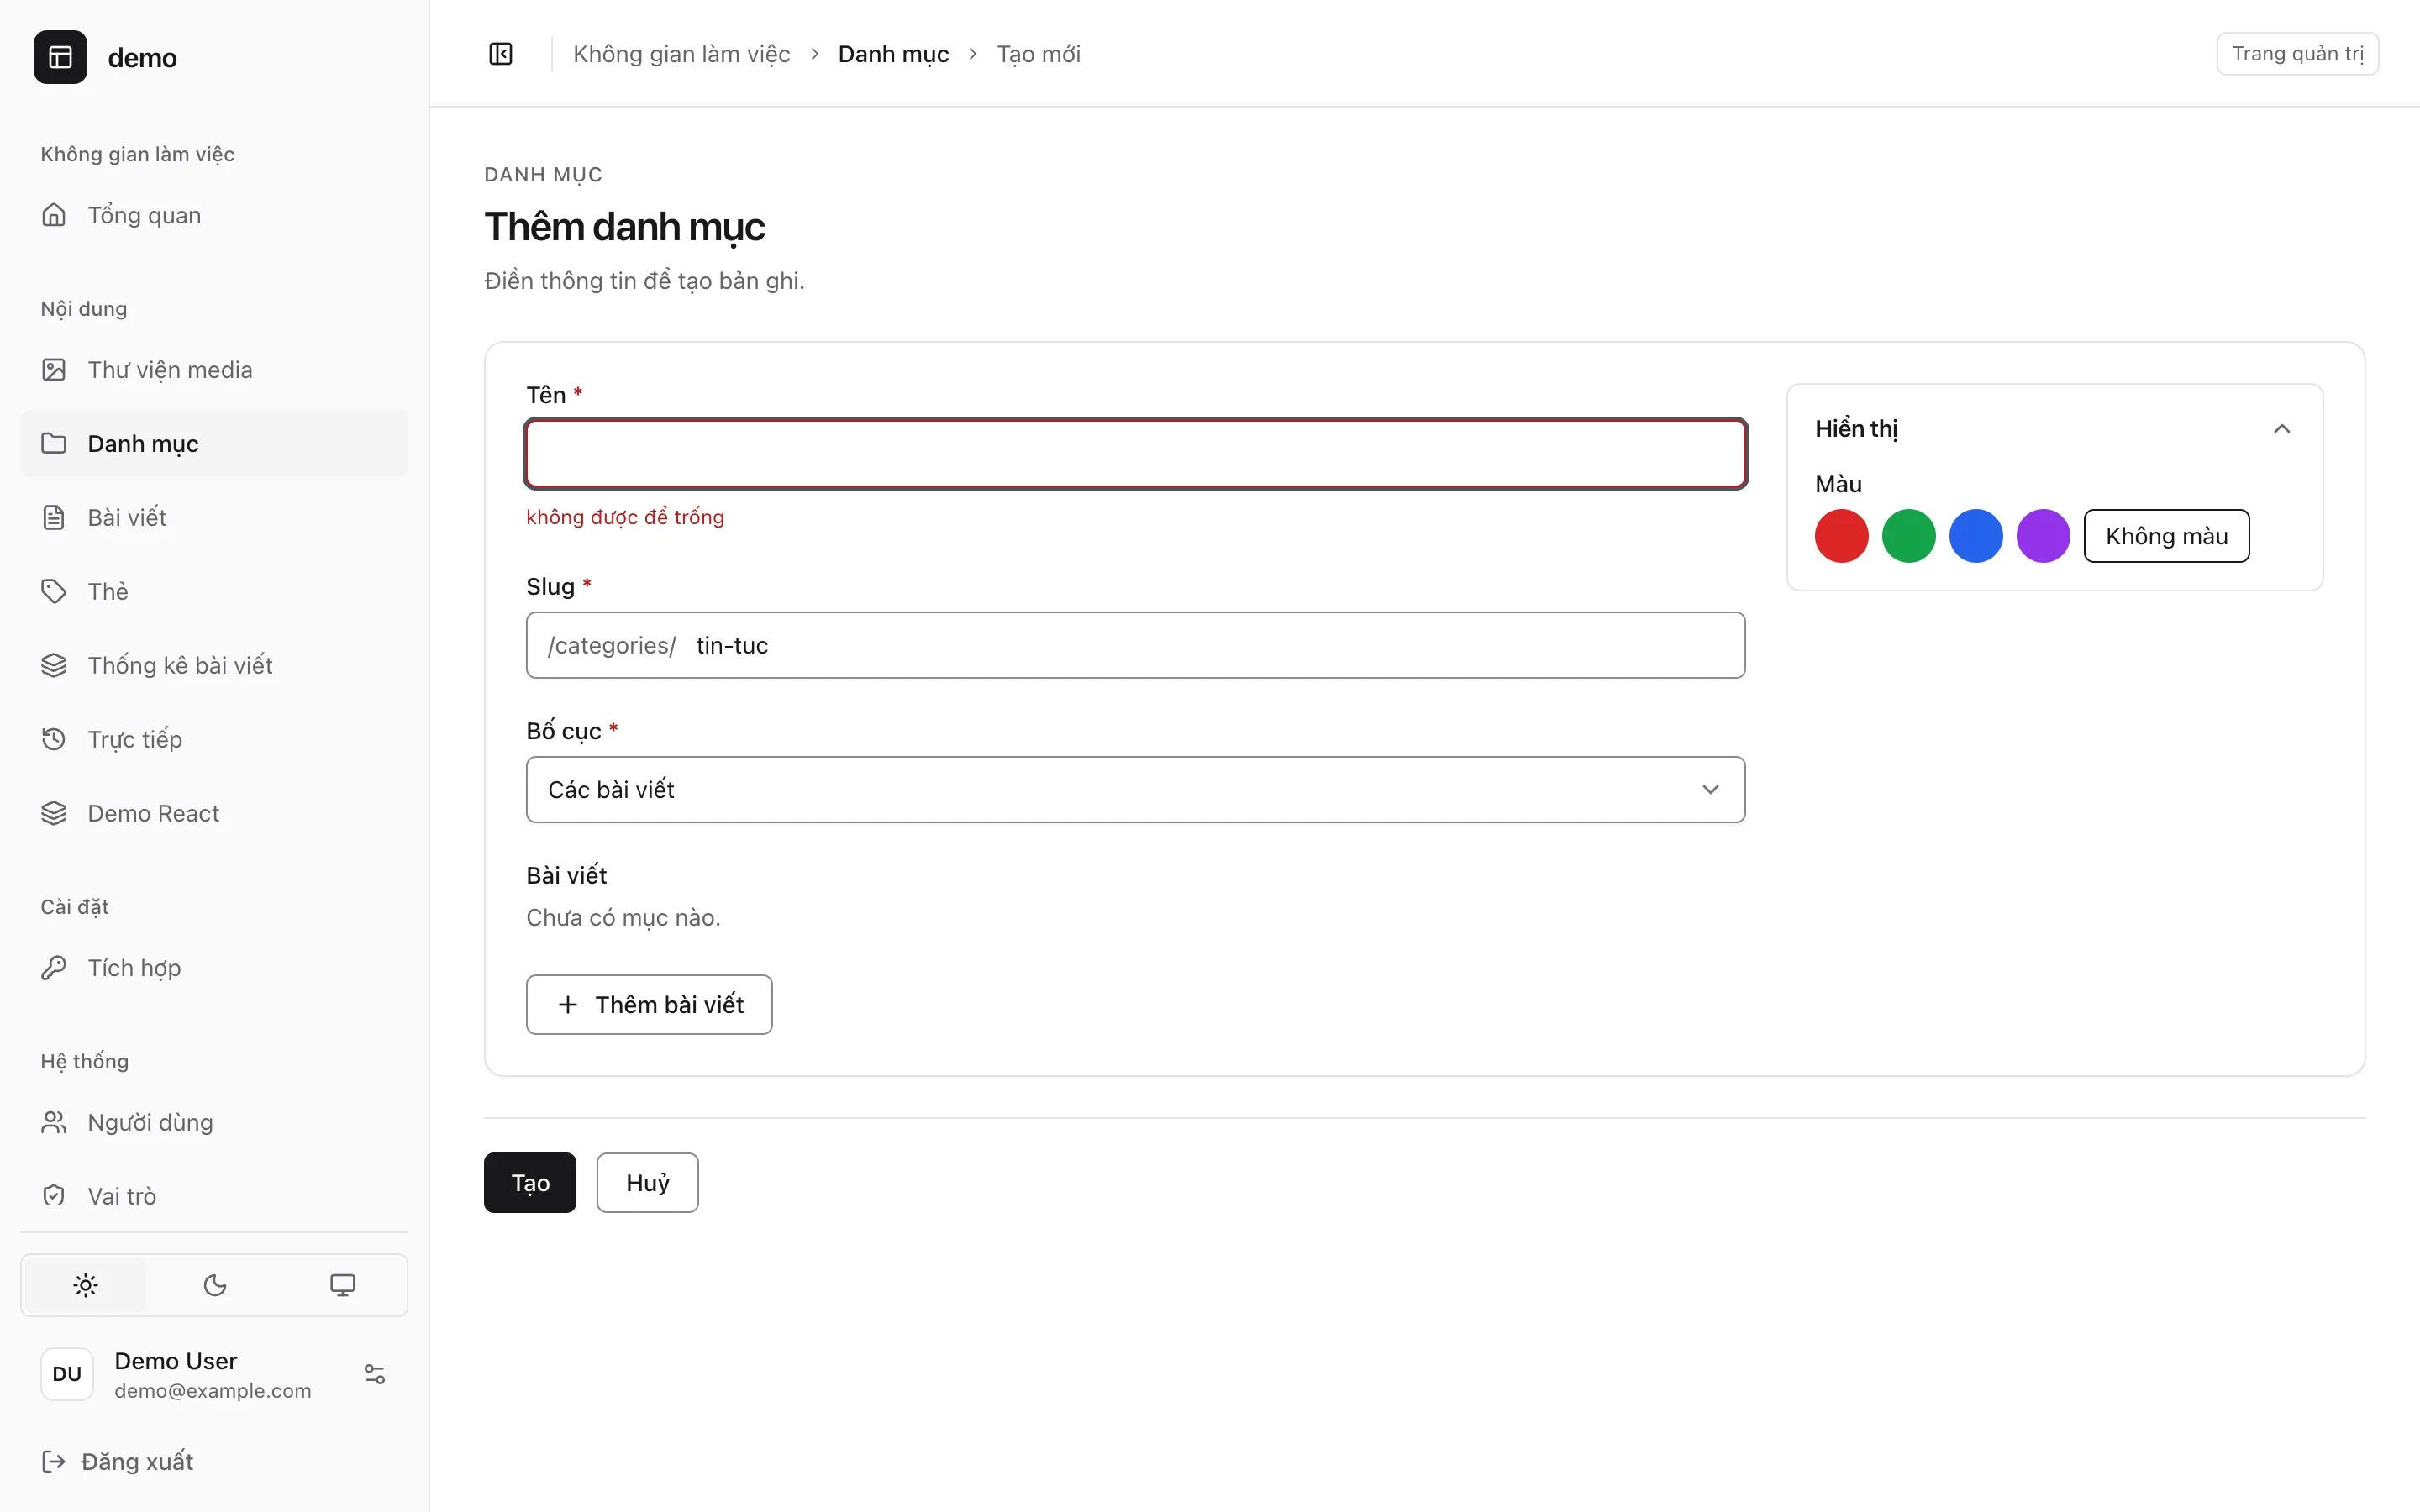 demo
Không gian làm việc
Tổng quan
Nội dung
Thư viện media
Danh mục
Bài viết
Thẻ
Thống kê bài viết
Trực tiếp
Demo React
Cài đặt
Tích hợp
Hệ thống
Người dùng
Vai trò
DU
Demo User
demo@example.com
Đăng xuất
Không gian làm việc > Danh mục > Tạo mới
Trang quản trị
DANH MỤC
Thêm danh mục
Điền thông tin để tạo bản ghi.
Tên *
không được để trống
Slug *
/categories/ tin-tuc
Bố cục *
Các bài viết
Bài viết
Chưa có mục nào.
+ Thêm bài viết
Hiển thị
Màu
Không màu
Tạo
Huỷ